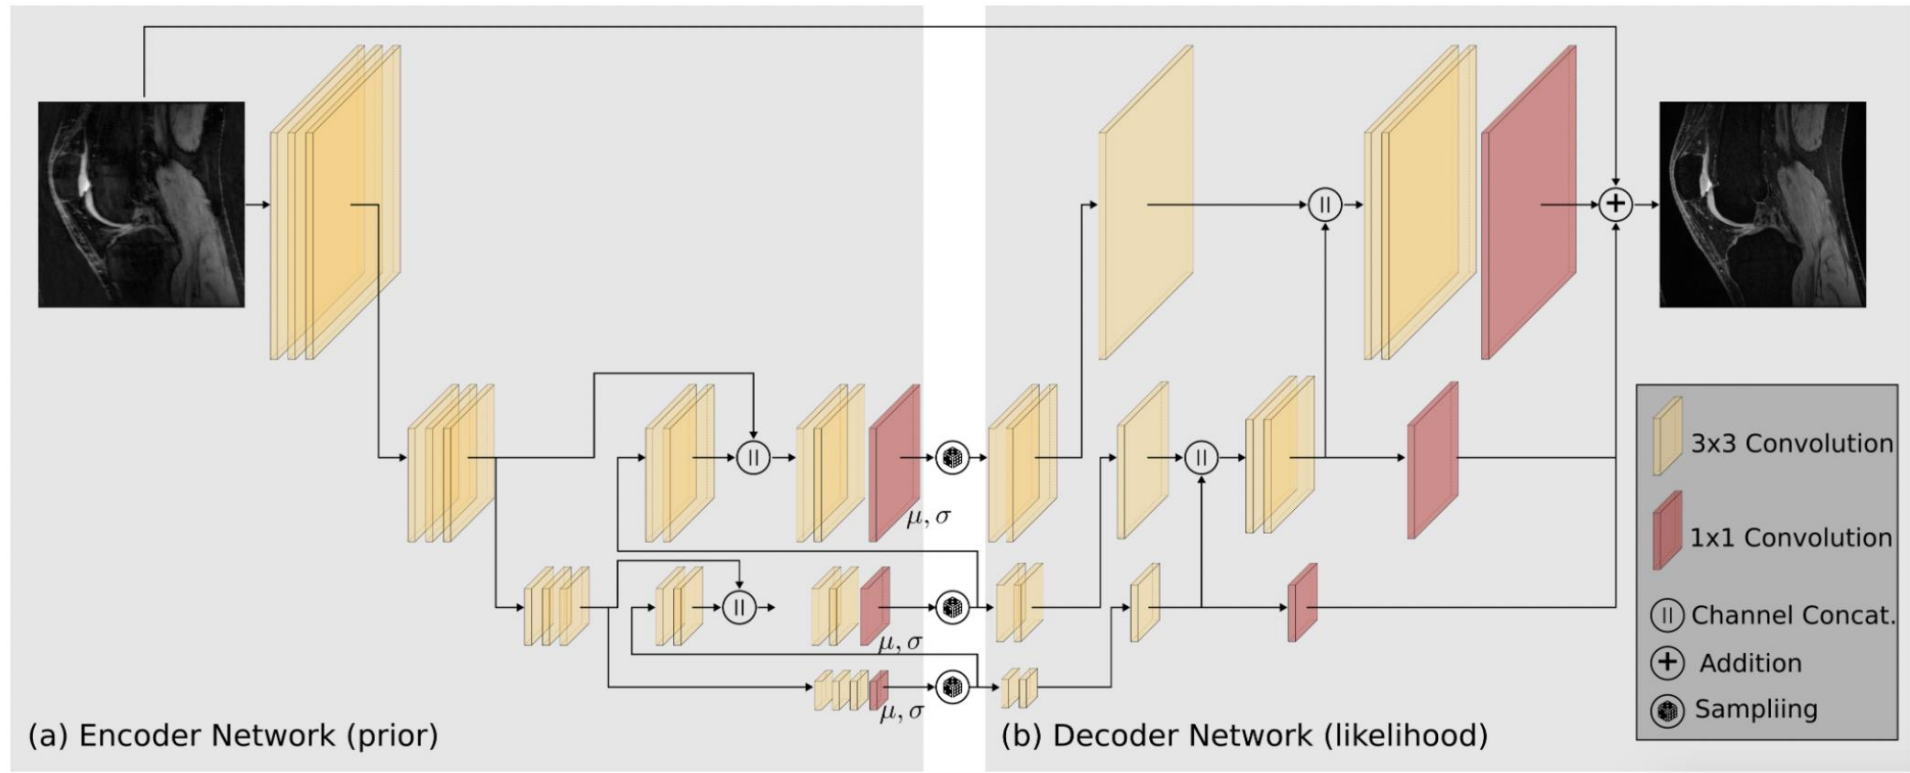 μ, σ
μ, σ
μ, σ
(a) Encoder Network (prior)
(b) Decoder Network (likelihood)
3x3 Convolution
1x1 Convolution
|| Channel Concat.
+ Addition
Sampliing